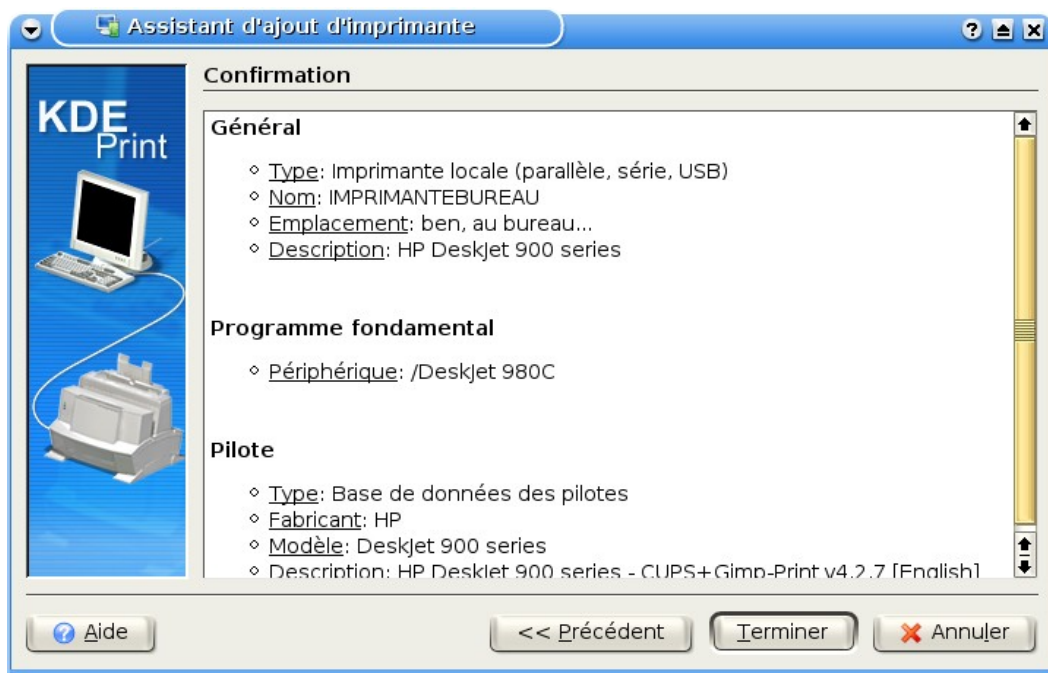 Assistant d'ajout d'imprimante
KDE
Print
Confirmation
Général
Type: Imprimante locale (parallèle, série, USB)
Nom: IMPRIMANTEBUREAU
Emplacement: ben, au bureau...
Description: HP DeskJet 900 series
Programme fondamental
Périphérique: /DeskJet 980C
Pilote
Type: Base de données des pilotes
Fabricant: HP
Modèle: DeskJet 900 series
Description: HP DeskJet 900 series - CUPS+Gimp-Print v4.2.7 [English]
Aide << Précédent Terminer Annuler